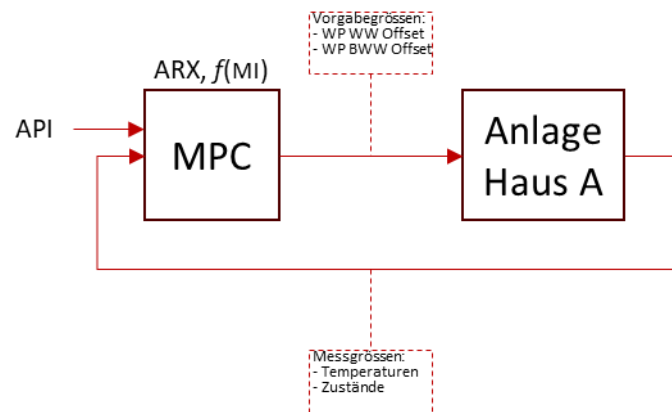 Vorgabegrössen:
- WP WW Offset
- WP BWW Offset
ARX, f(MI)
API
MPC
Anlage
Haus A
Messgrössen:
- Temperaturen
- Zustände